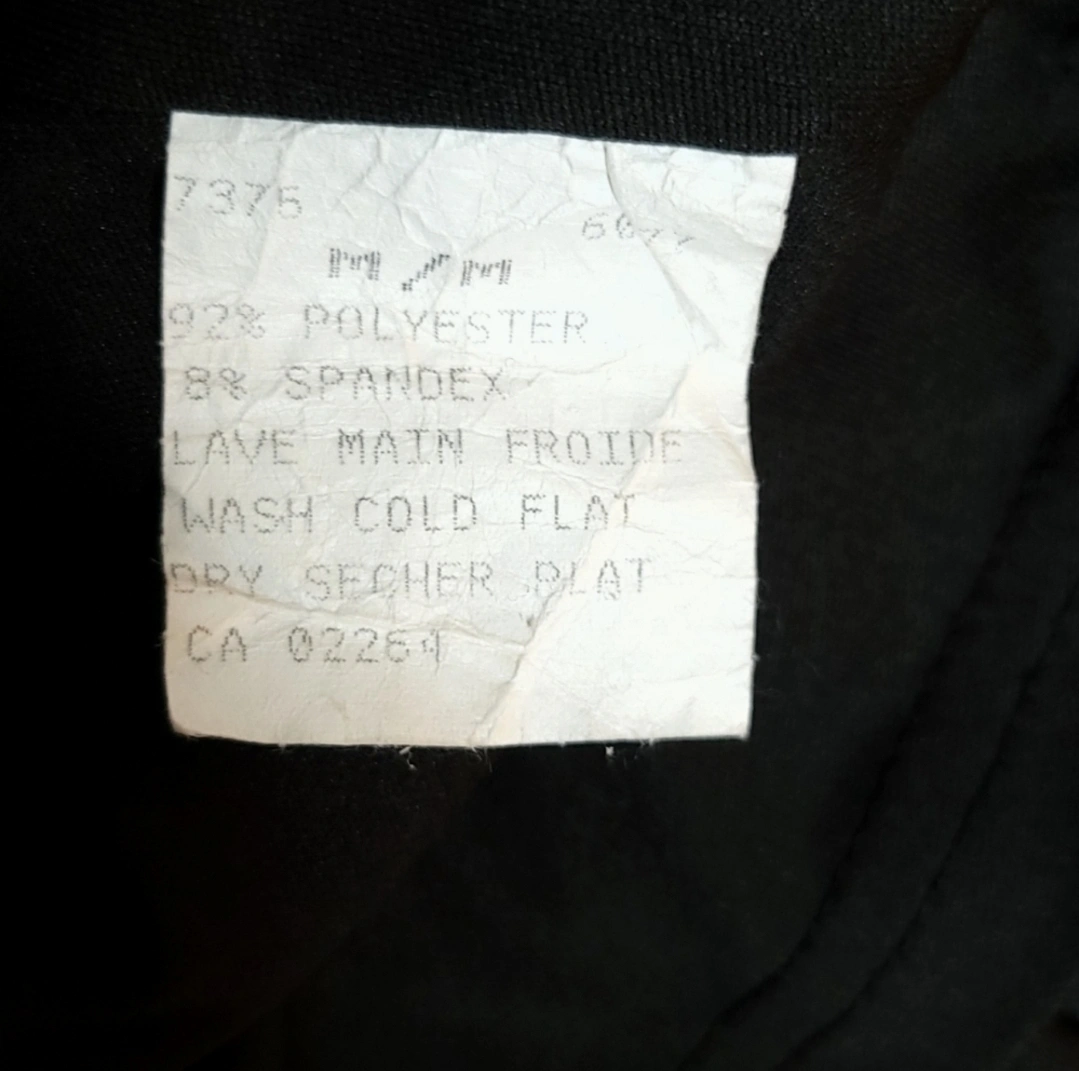 7375
M/M
92% POLYESTER
8% SPANDEX
LAVE MAIN FROIDE
WASH COLD FLAT
DRY SECHER PLAT
CA 02264